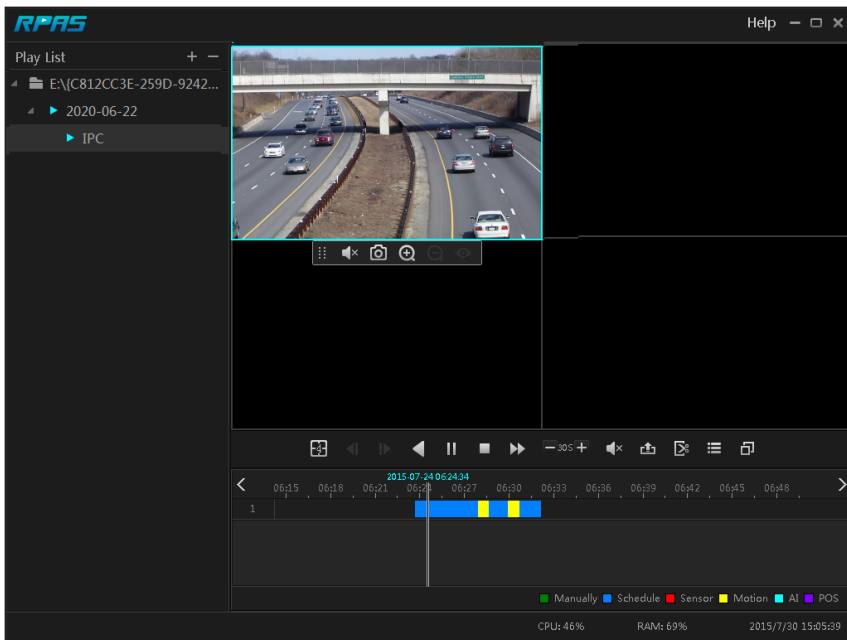 RPAS
Help
Play List
E:\{C812CC3E-259D-9242...
2020-06-22
IPC
30S
2015-07-24 06:24:34
06:15 06:18 06:21 06:24 06:27 06:30 06:33 06:36 06:39 06:42 06:45 06:48
1
Manually Schedule Sensor Motion AI POS
CPU: 46% RAM: 69% 2015/7/30 15:05:39